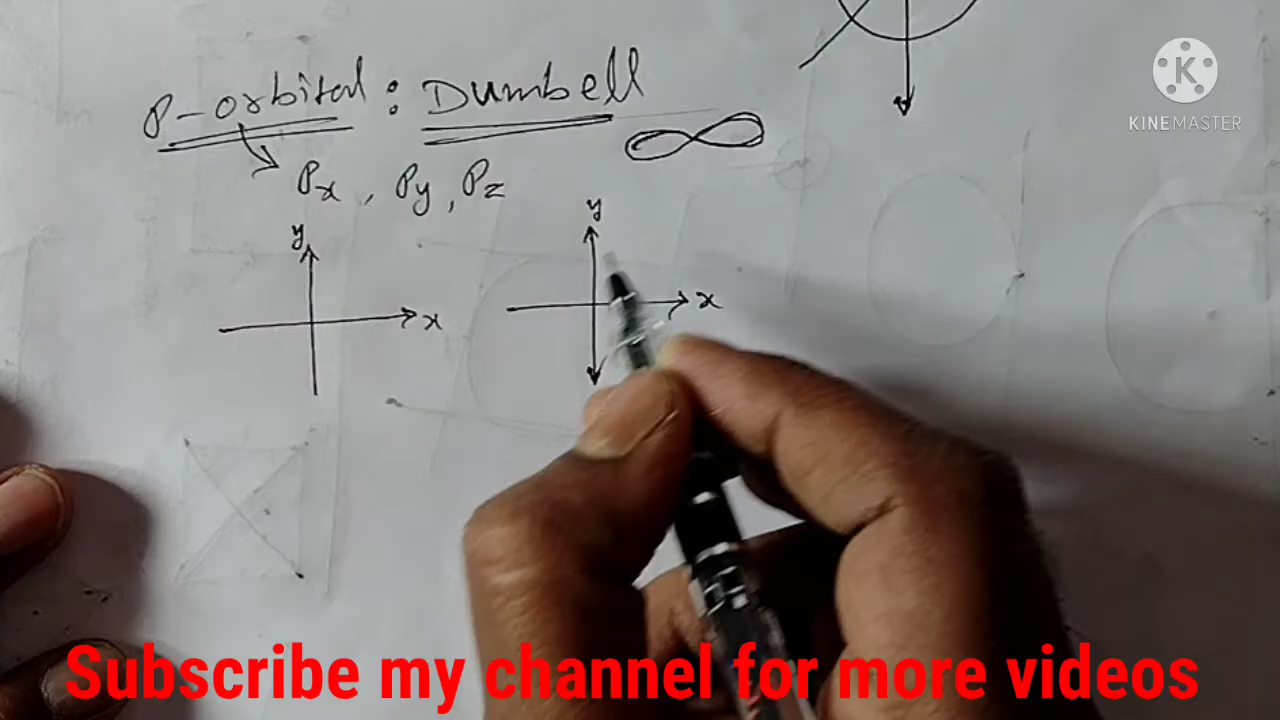 P-orbital : Dumbell
KINEMASTER
Px, Py, Pz
y
y
x
x
Subscribe my channel for more videos